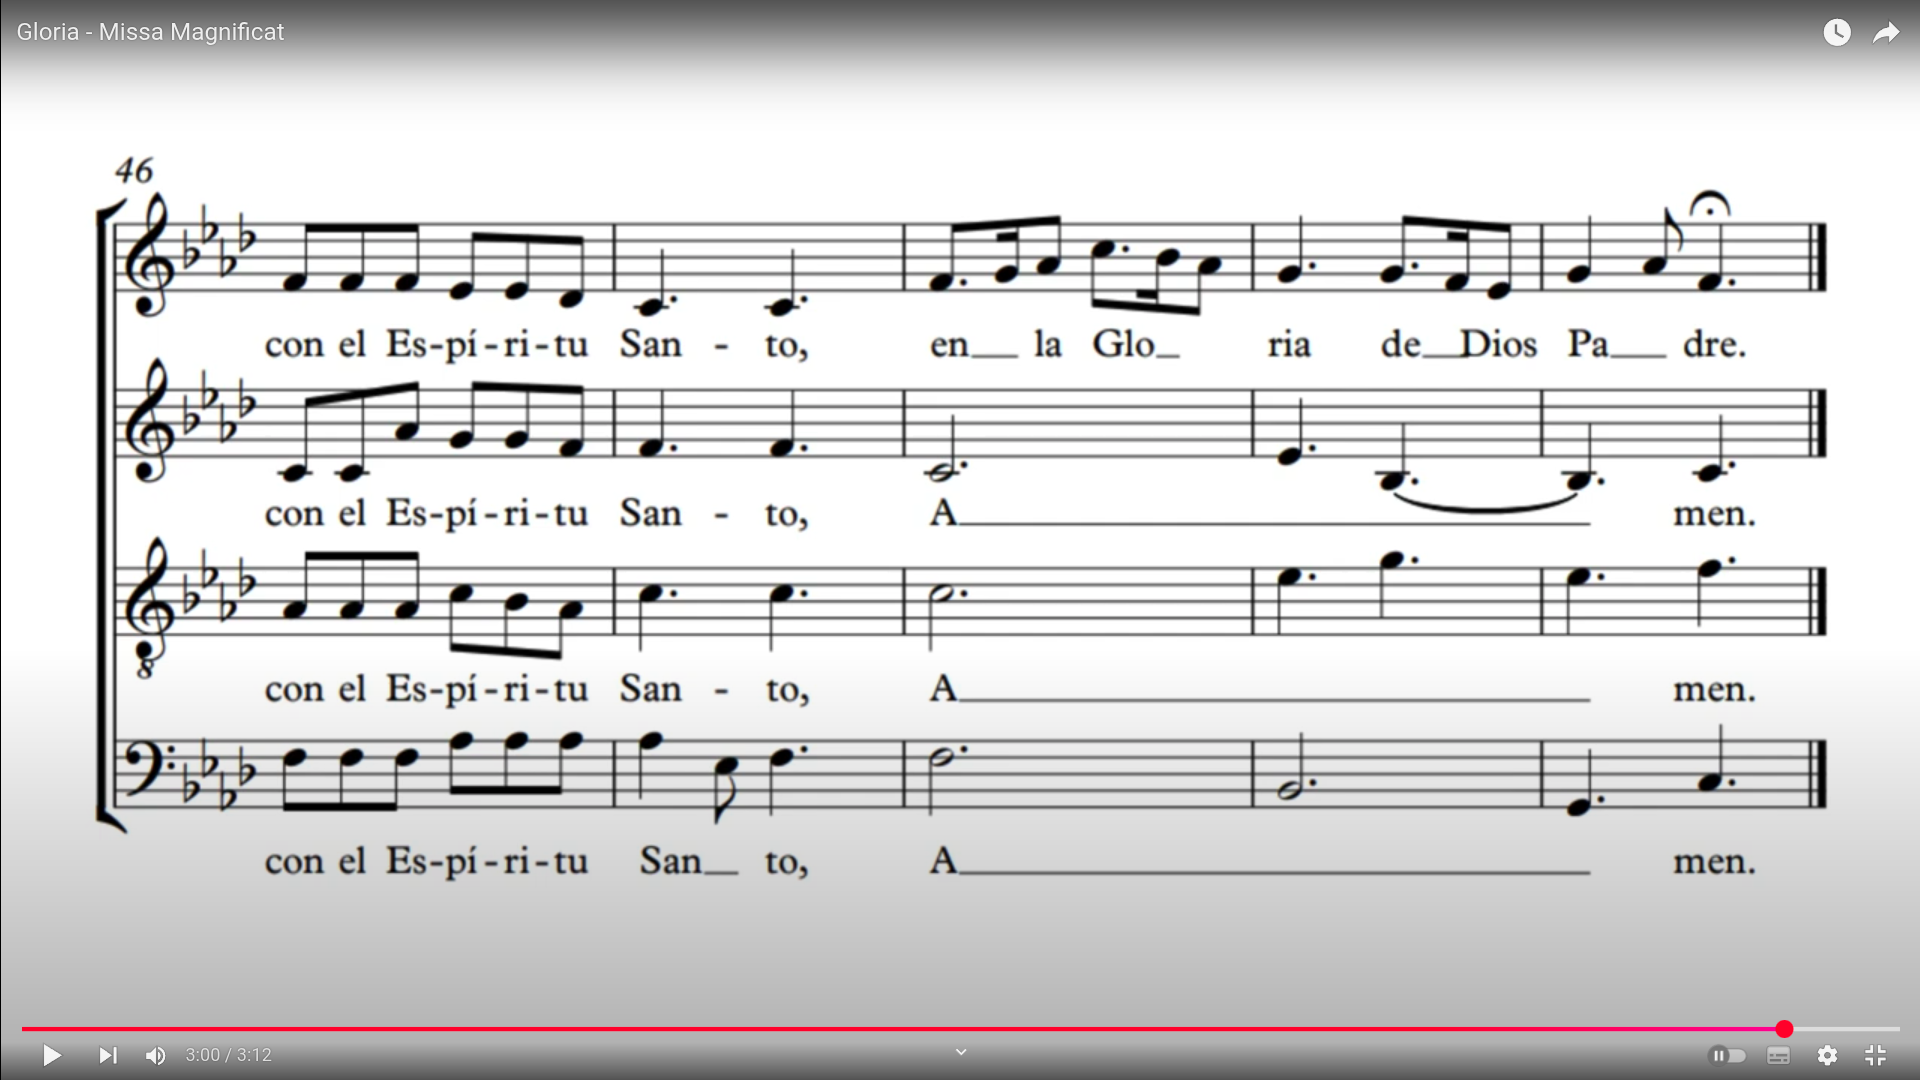 Gloria - Missa Magnificat
46
con el Es-pí-ri-tu San - to, en__ la Glo_ ria de__Dios Pa__ dre.
con el Es-pí-ri-tu San - to, A__ men.
8
con el Es-pí-ri-tu San - to, A__ men.
con el Es-pí-ri-tu San__ to, A__ men.
3:00 / 3:12